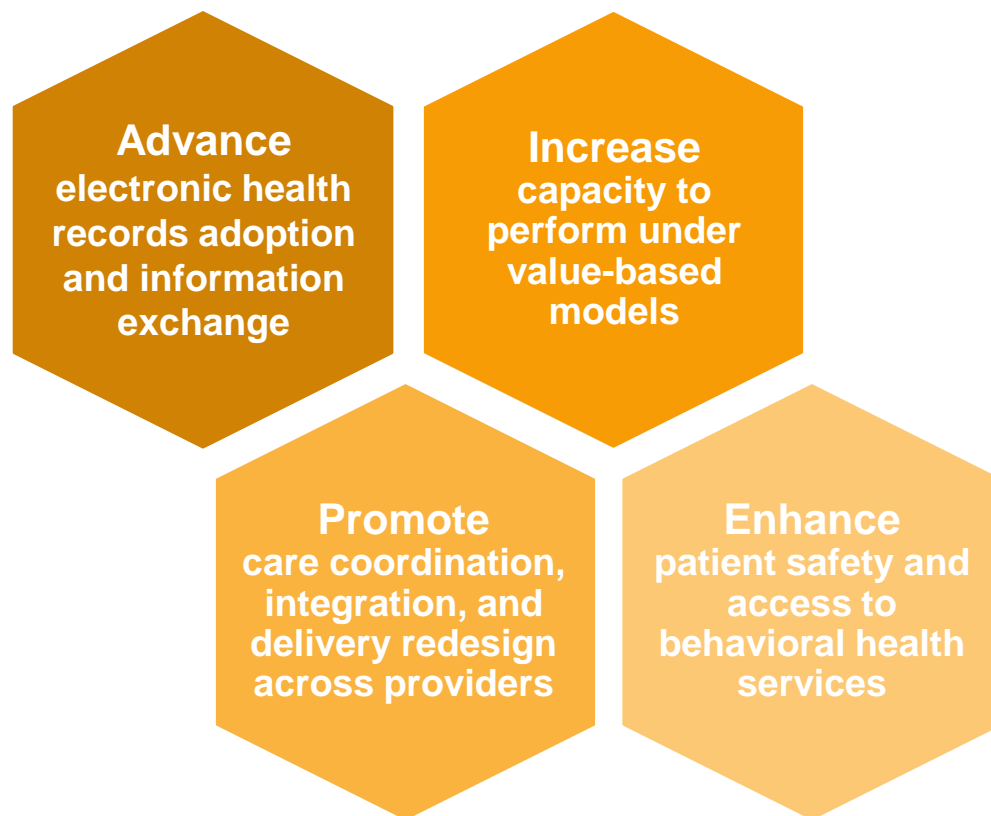 Advance
electronic health
records adoption
and information
exchange
Increase
capacity to
perform under
value-based
models
Promote
care coordination,
integration, and
delivery redesign
across providers
Enhance
patient safety and
access to
behavioral health
services